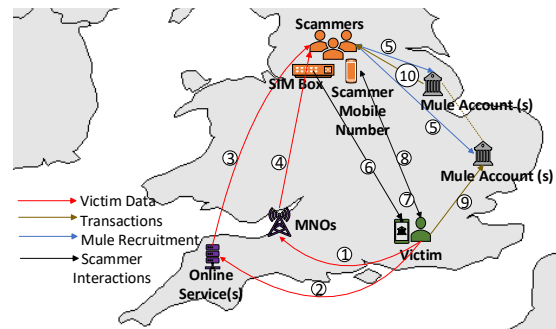 Scammers
⑤
⑩
SIM Box
Scammer
Mobile
Number
Mule Account (s)
③
④
⑤
⑥
⑧
Mule Account (s)
Victim Data
Transactions
Mule Recruitment
Scammer
Interactions
MNOs
⑦
⑨
Victim
①
Online
Service(s)
②